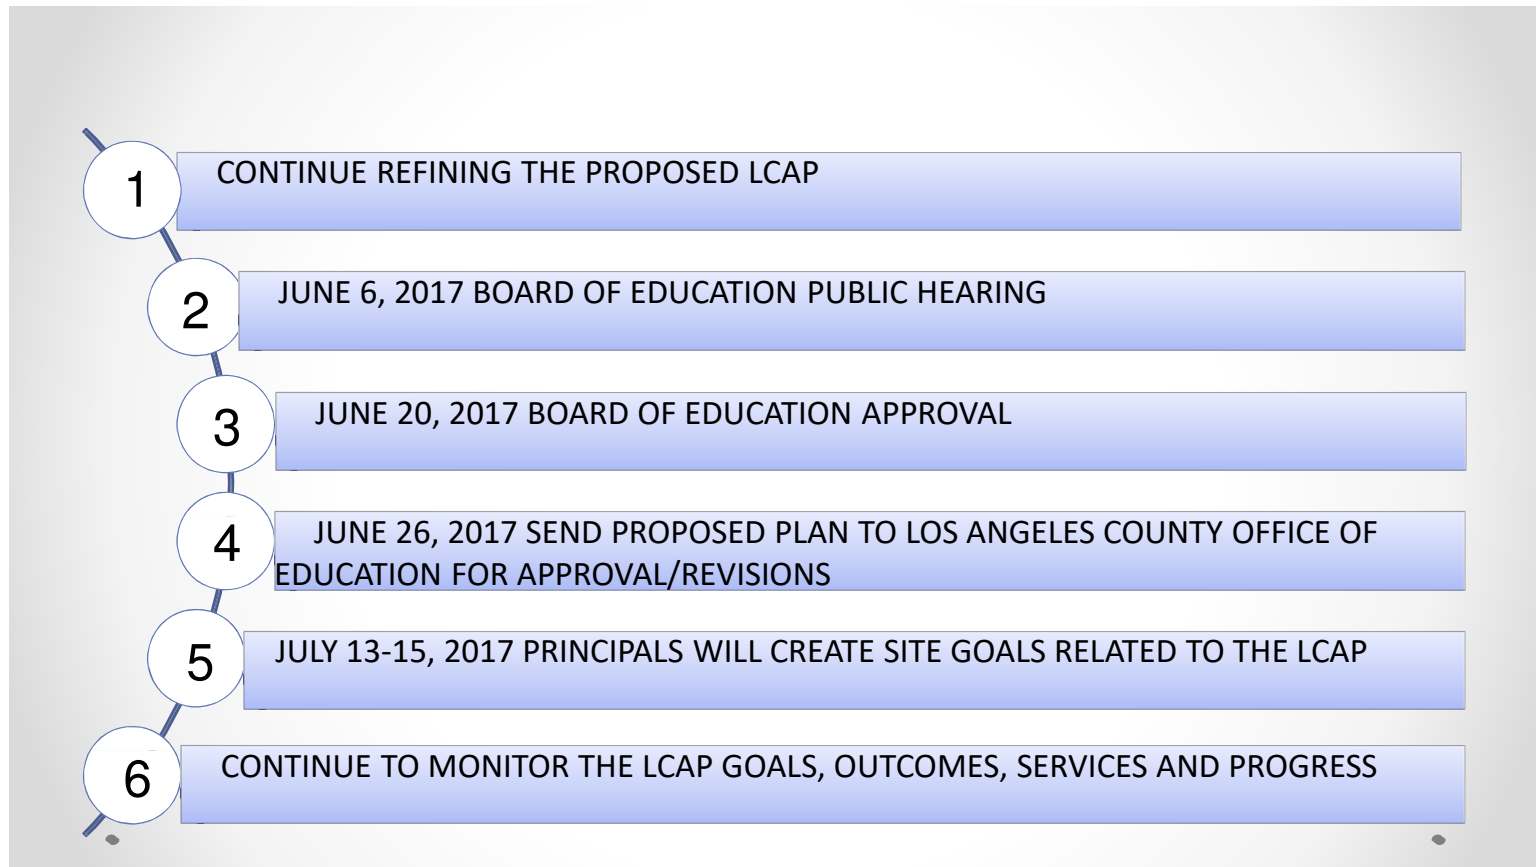 1
CONTINUE REFINING THE PROPOSED LCAP
2
JUNE 6, 2017 BOARD OF EDUCATION PUBLIC HEARING
3
JUNE 20, 2017 BOARD OF EDUCATION APPROVAL
4
JUNE 26, 2017 SEND PROPOSED PLAN TO LOS ANGELES COUNTY OFFICE OF
EDUCATION FOR APPROVAL/REVISIONS
5
JULY 13-15, 2017 PRINCIPALS WILL CREATE SITE GOALS RELATED TO THE LCAP
6
CONTINUE TO MONITOR THE LCAP GOALS, OUTCOMES, SERVICES AND PROGRESS